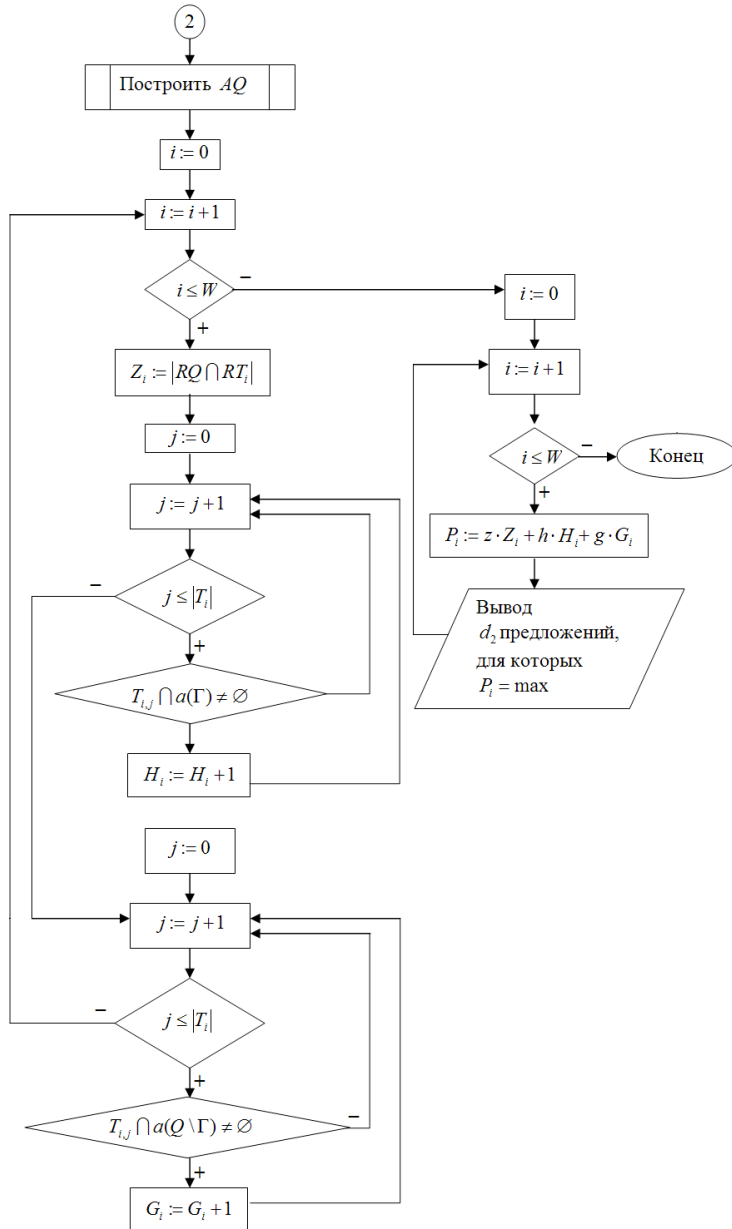 2
Построить AQ
i := 0
i := i + 1
i ≤ W
−
+
Z_i := |RQ ⋂ RT_i|
j := 0
j := j + 1
−
j ≤ |T_i|
+
T_{i,j} ⋂ a(Γ) ≠ ∅
−
+
H_i := H_i + 1
j := 0
j := j + 1
−
j ≤ |T_i|
+
T_{i,j} ⋂ a(Q \ Γ) ≠ ∅
−
+
G_i := G_i + 1
i := 0
i := i + 1
i ≤ W
−
Конец
+
P_i := z · Z_i + h · H_i + g · G_i
Вывод
d_2 предложений,
для которых
P_i = max